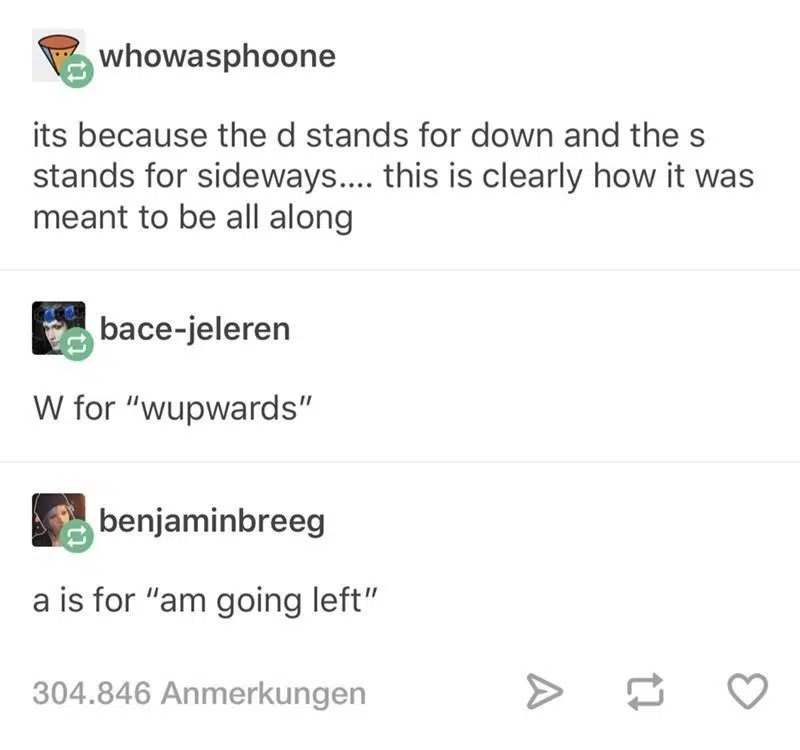 whowasphoone
its because the d stands for down and the s
stands for sideways.... this is clearly how it was
meant to be all along
bace-jeleren
W for “wupwards”
benjaminbreeg
a is for “am going left”
304.846 Anmerkungen